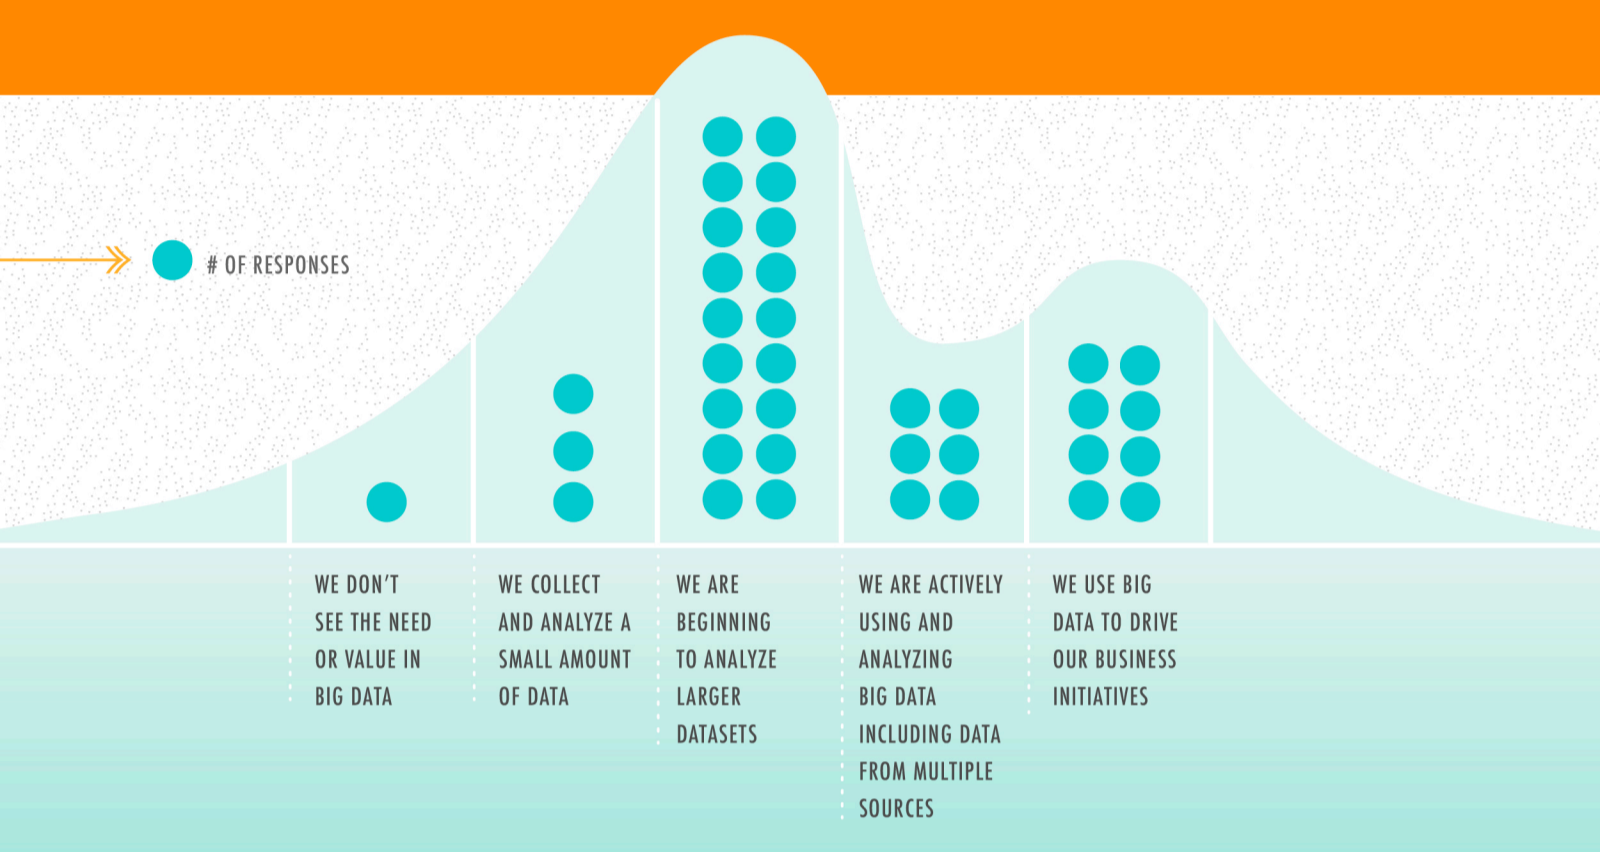 # OF RESPONSES
WE DON'T
SEE THE NEED
OR VALUE IN
BIG DATA
WE COLLECT
AND ANALYZE A
SMALL AMOUNT
OF DATA
WE ARE
BEGINNING
TO ANALYZE
LARGER
DATASETS
WE ARE ACTIVELY
USING AND
ANALYZING
BIG DATA
INCLUDING DATA
FROM MULTIPLE
SOURCES
WE USE BIG
DATA TO DRIVE
OUR BUSINESS
INITIATIVES